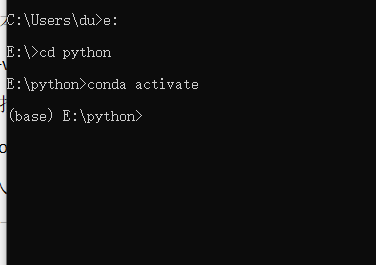 C:\Users\du>e:
E:\>cd python
E:\python>conda activate
(base) E:\python>